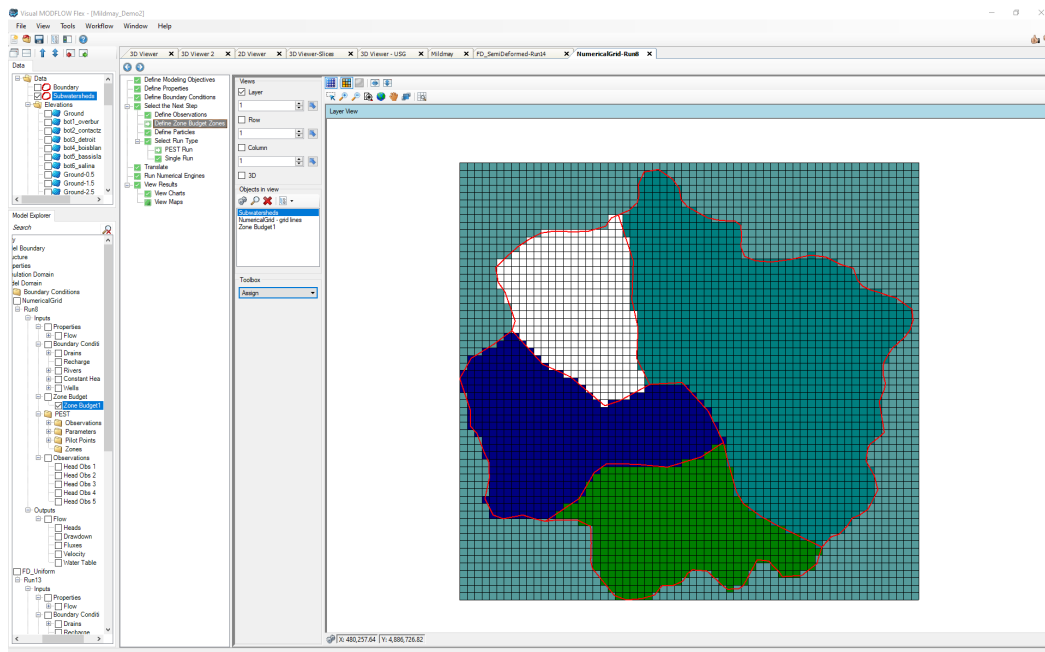 Visual MODFLOW Flex - [Mildmay_Demo2]
File View Tools Workflow Window Help
3D Viewer 3D Viewer 2 2D Viewer 3D Viewer-Slices 3D Viewer - USG Mildmay FD_SemiDeformed-Run14 NumericalGrid-Run8
Data
Data
Boundary
Subwatersheds
Elevations
Ground
bot1_overbur
bot2_contactz
bot3_detroit
bot4_boisblan
bot5_bassisla
bot6_salina
Ground-0.5
Ground-1.5
Ground-2.5
Model Explorer
Search
y
el Boundary
ucture
perties
ulation Domain
del Domain
Boundary Conditions
NumericalGrid
Run8
Inputs
Properties
Flow
Boundary Conditi
Drains
Recharge
Rivers
Constant Hea
Wells
Zone Budget
Zone Budget1
PEST
Observations
Parameters
Pilot Points
Zones
Observations
Head Obs 1
Head Obs 2
Head Obs 3
Head Obs 4
Head Obs 5
Outputs
Flow
Heads
Drawdown
Fluxes
Velocity
Water Table
FD_Uniform
Run13
Inputs
Properties
Flow
Boundary Conditi
Drains
Recharge
Define Modeling Objectives
Define Properties
Define Boundary Conditions
Select the Next Step
Define Observations
Define Zone Budget Zones
Define Particles
Select Run Type
PEST Run
Single Run
Translate
Run Numerical Engines
View Results
View Charts
View Maps
Views
Layer
1
Row
1
Column
1
3D
Objects in view
Subwatersheds
NumericalGrid - grid lines
Zone Budget1
Toolbox
Assign
Layer View
X: 480,257.64 Y: 4,886,726.82